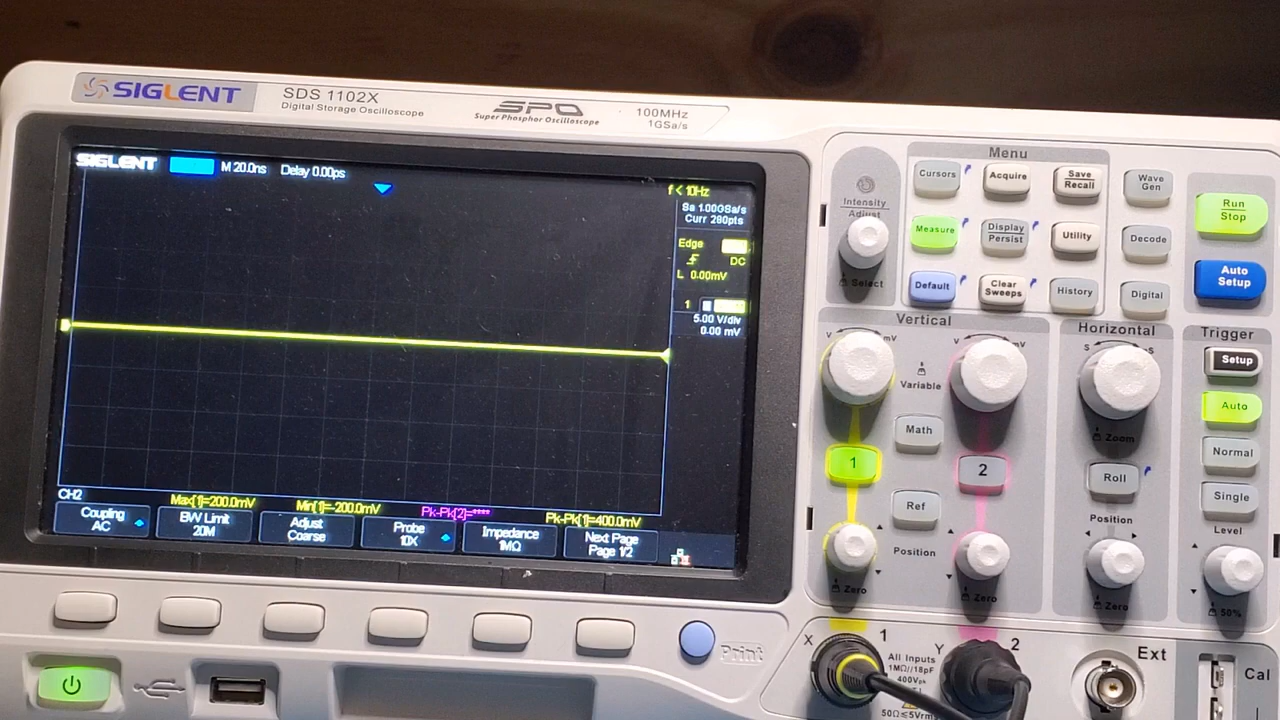 SIGLENT
SDS 1102X
Digital Storage Oscilloscope
SPO
Super Phosphor Oscilloscope
100MHz
1GSa/s
SIGLENT
M 20.0ns
Delay 0.00ps
f < 10Hz
Sa 1.00GSa/s
Curr 280pts
Edge
DC
L 0.00mV
1
5.00 V/div
0.00 mV
CH2
Max[1]=200.0mV
Min[1]=-200.0mV
Pk-Pk[2]=****
Pk-Pk[1]=400.0mV
Coupling
AC
BW Limit
20M
Adjust
Coarse
Probe
10X
Impedance
1MΩ
Next Page
Page 1/2
Print
Intensity
Adjust
Select
Menu
Cursors
Acquire
Save
Recall
Measure
Display
Persist
Utility
Default
Clear
Sweeps
History
Wave
Gen
Decode
Digital
Run
Stop
Auto
Setup
Vertical
V
mV
V
mV
Variable
Math
1
2
Ref
Position
Zero
Zero
Horizontal
S
nS
Zoom
Roll
Position
Zero
Trigger
Setup
Auto
Normal
Single
Level
50%
X
1
All Inputs
1MΩ//18pF
400Vpk
50Ω≤5Vrms
Y
2
Ext
Cal